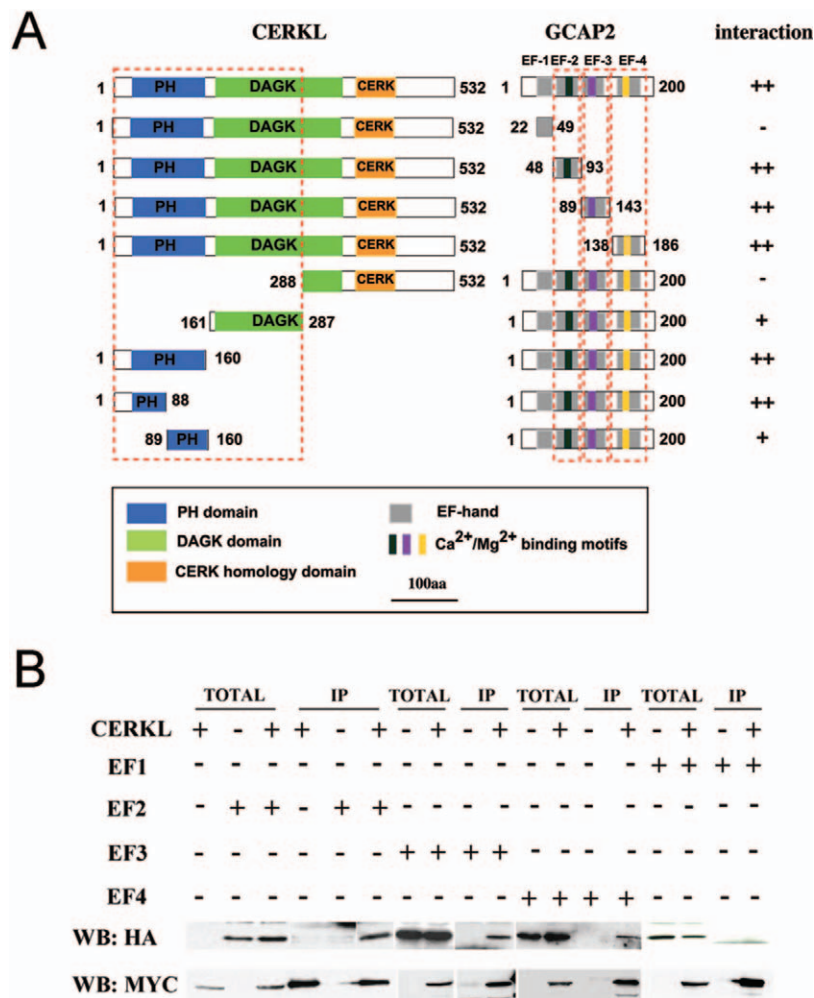 A
CERKL GCAP2 interaction
EF-1 EF-2 EF-3 EF-4
1 PH DAGK CERK 532 1 200 ++
1 PH DAGK CERK 532 22 49 -
1 PH DAGK CERK 532 48 93 ++
1 PH DAGK CERK 532 89 143 ++
1 PH DAGK CERK 532 138 186 ++
288 CERK 532 1 200 -
161 DAGK 287 1 200 +
1 PH 160 1 200 ++
1 PH 88 1 200 ++
89 PH 160 1 200 +
PH domain EF-hand
DAGK domain Ca2+/Mg2+ binding motifs
CERK homology domain 100aa
B
TOTAL IP TOTAL IP TOTAL IP TOTAL IP
CERKL + - + + - + - + - + - + - + - + - +
EF1 - - - - - - - - - - - - - - + + + +
EF2 - + + - + + - - - - - - - - - - - -
EF3 - - - - - - + + + + - - - - - - - -
EF4 - - - - - - - - - - + + + + - - - -
WB: HA
WB: MYC